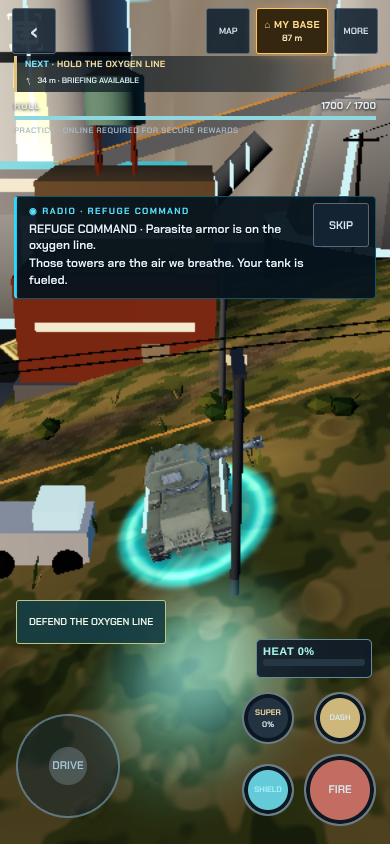 ‹
MAP
⌂ MY BASE
87 m
MORE
NEXT · HOLD THE OXYGEN LINE
34 m · BRIEFING AVAILABLE
HULL
1700 / 1700
PRACTICE · ONLINE REQUIRED FOR SECURE REWARDS
◉ RADIO · REFUGE COMMAND
REFUGE COMMAND · Parasite armor is on the
oxygen line.
Those towers are the air we breathe. Your tank is
fueled.
SKIP
DEFEND THE OXYGEN LINE
HEAT 0%
SUPER
0%
DASH
DRIVE
SHIELD
FIRE